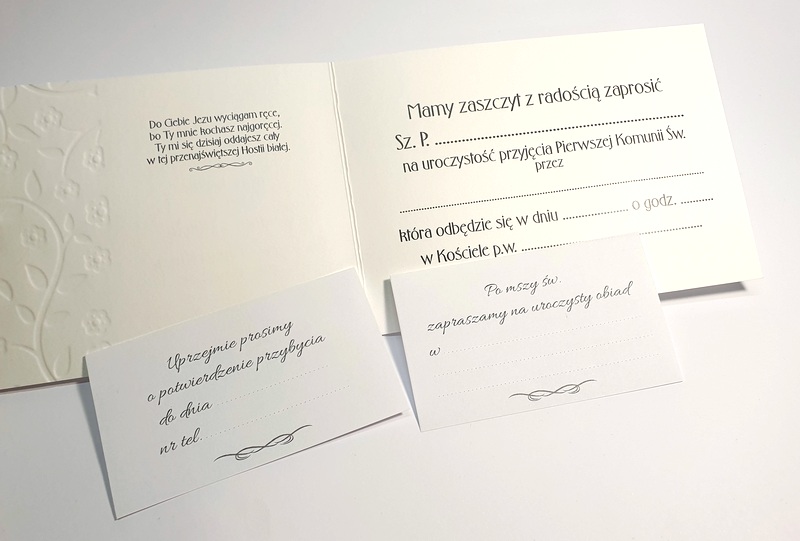 Do Ciebie Jezu wyciągam ręce,
bo Ty mnie kochasz najgoręcej.
Ty mi się dzisiaj oddajesz cały
w tej przenajświętszej Hostii białej.
Mamy zaszczyt z radością zaprosić
Sz. P. ..........................................................
na uroczystość przyjęcia Pierwszej Komunii Św.
przez
..........................................................................
która odbędzie się w dniu ................ o godz. ........
w Kościele p.w. .............................................
Uprzejmie prosimy
o potwierdzenie przybycia
do dnia ..............................
nr tel. ..............................
Po mszy św.
zapraszamy na uroczysty obiad
w ..................................................
..................................................
..................................................